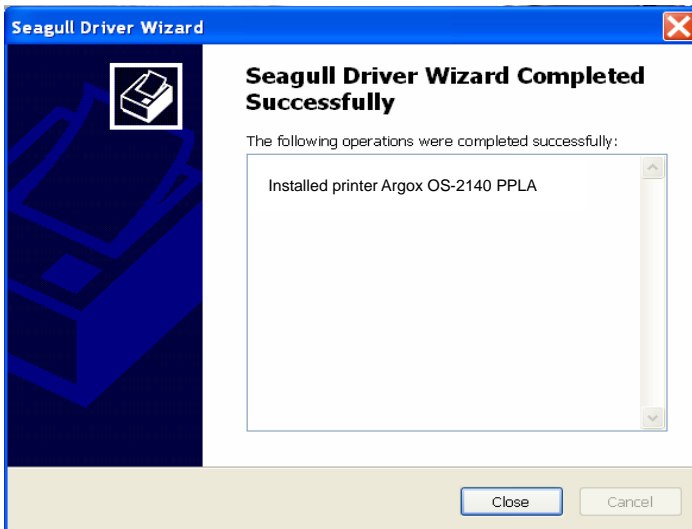 Seagull Driver Wizard
Seagull Driver Wizard Completed
Successfully
The following operations were completed successfully:
Installed printer Argox OS-2140 PPLA
Close
Cancel